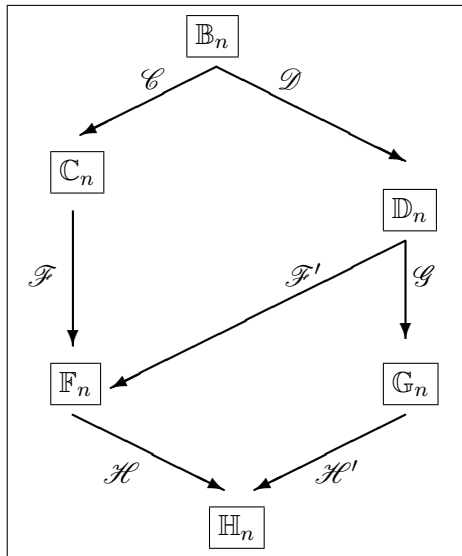 𝔹ₙ
𝒞 𝒟
ℂₙ
𝔻ₙ
ℱ ℱ′ 𝒢
𝔽ₙ 𝔾ₙ
ℋ ℋ′
ℍₙ